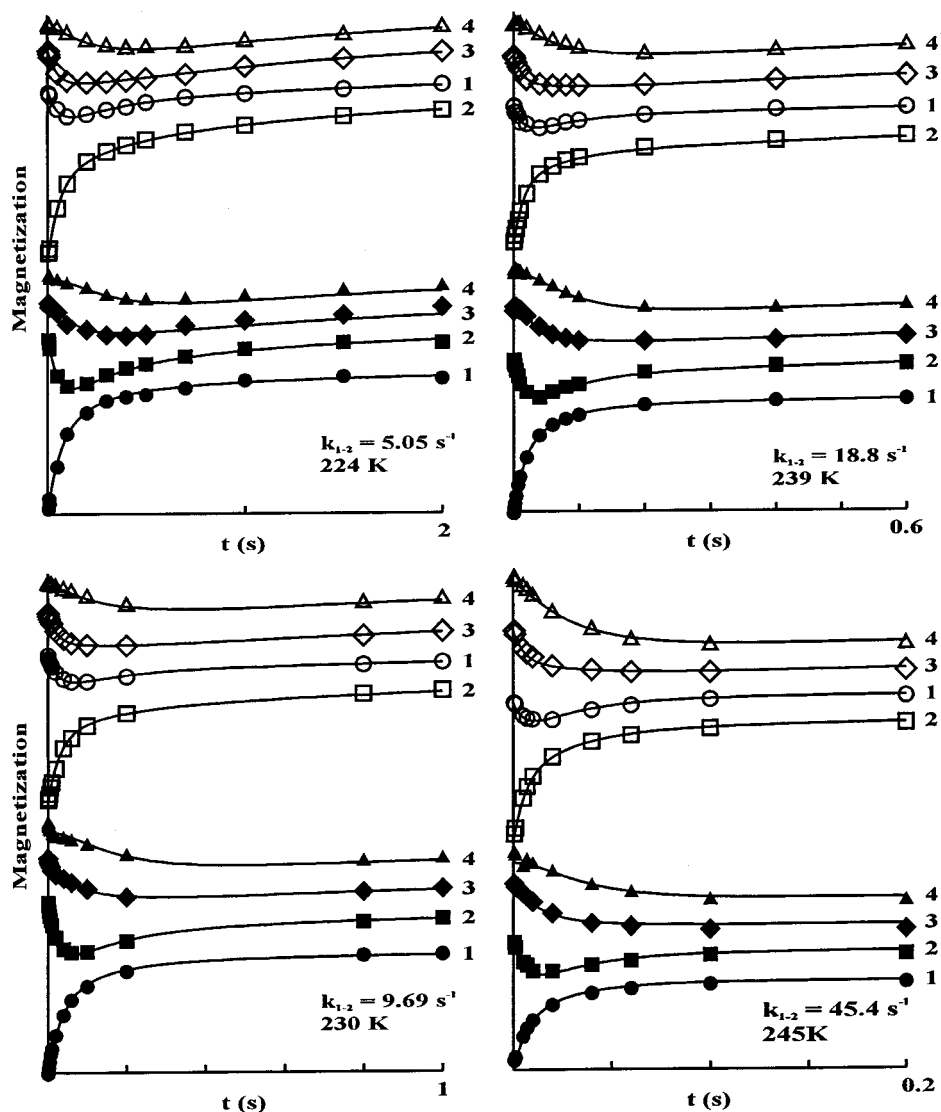 4
3
1
2
4
3
2
1
Magnetization
k₁₋₂ = 5.05 s⁻¹
224 K
2
t (s)
4
3
1
2
4
3
2
1
k₁₋₂ = 18.8 s⁻¹
239 K
0.6
t (s)
4
3
1
2
4
3
2
1
Magnetization
k₁₋₂ = 9.69 s⁻¹
230 K
1
t (s)
4
3
1
2
4
3
2
1
k₁₋₂ = 45.4 s⁻¹
245K
0.2
t (s)